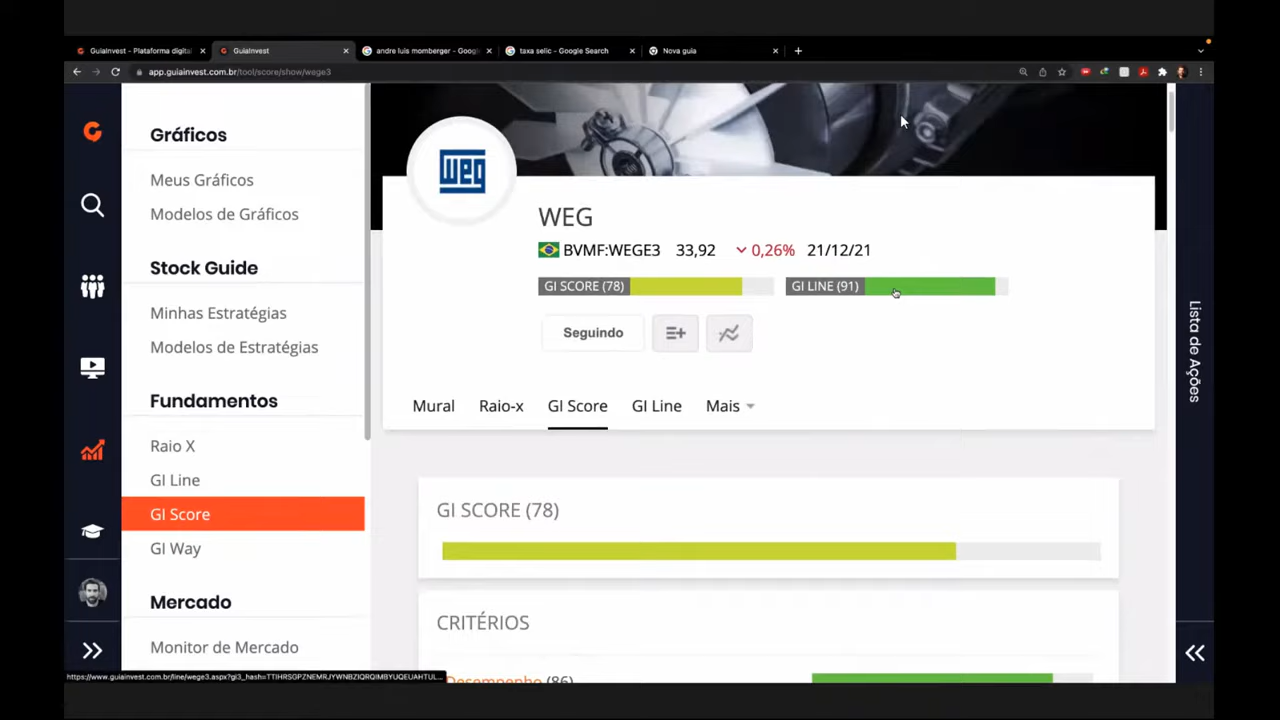 GuiaInvest - Plataforma digital
GuiaInvest
andre luis momberger - Goog
taxa selic - Google Search
Nova guia
app.guiainvest.com.br/tool/score/show/wege3
Gráficos
Meus Gráficos
Modelos de Gráficos
Stock Guide
Minhas Estratégias
Modelos de Estratégias
Fundamentos
Raio X
GI Line
GI Score
GI Way
Mercado
Monitor de Mercado
weg
WEG
BVMF:WEGE3 33,92 0,26% 21/12/21
GI SCORE (78)
GI LINE (91)
Seguindo
Mural Raio-x GI Score GI Line Mais
GI SCORE (78)
CRITÉRIOS
Desempenho (86)
Lista de Ações